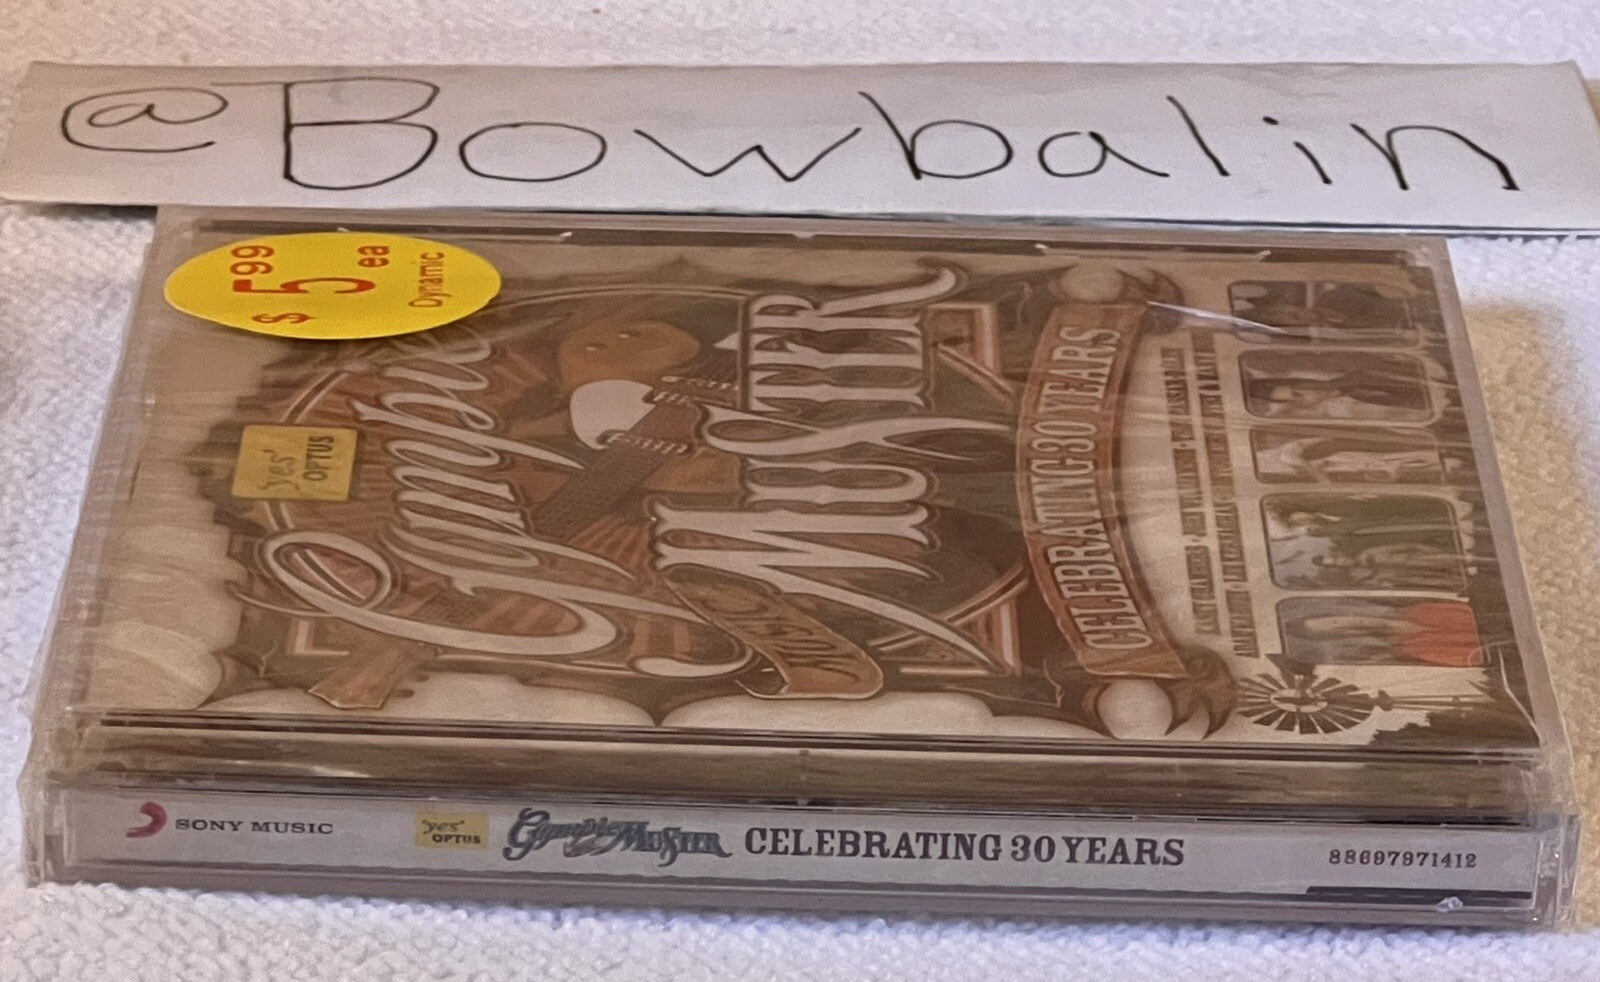 @Bowbalin
$5.99
ea
Dynamic
'yes'
OPTUS
Gympie
MUSIC
MUSTER
CELEBRATING 30 YEARS
SONY MUSIC
'yes'
OPTUS
Gympie MUSTER CELEBRATING 30 YEARS
88697971412